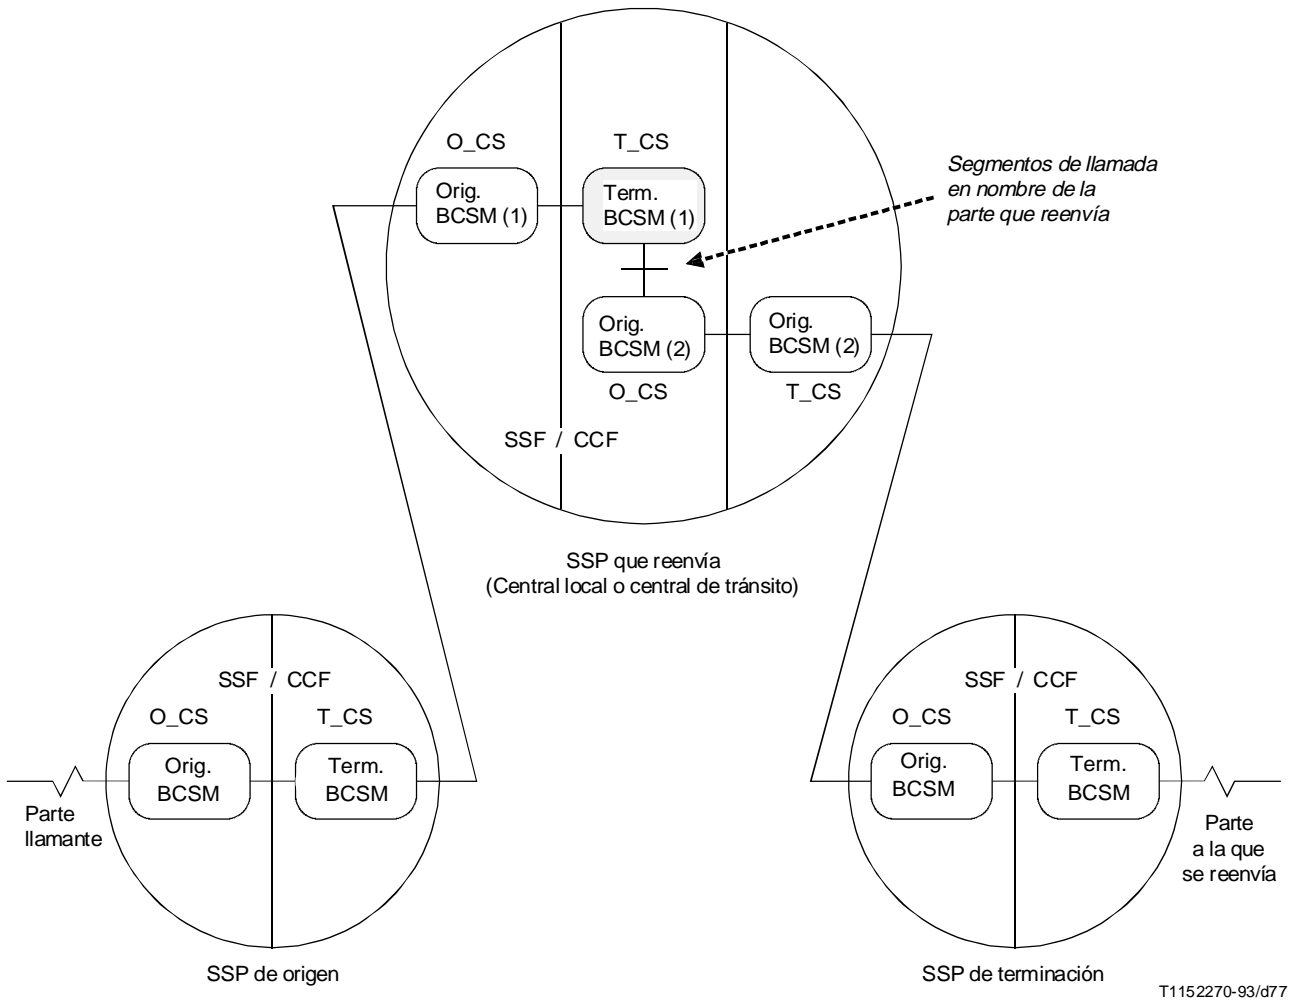 O_CS
T_CS
Orig.
BCSM (1)
Term.
BCSM (1)
Segmentos de llamada
en nombre de la
parte que reenvía
Orig.
BCSM (2)
Orig.
BCSM (2)
O_CS
T_CS
SSF / CCF
SSP que reenvía
(Central local o central de tránsito)
SSF / CCF
O_CS
T_CS
Orig.
BCSM
Term.
BCSM
Parte
llamante
SSP de origen
SSF / CCF
O_CS
T_CS
Orig.
BCSM
Term.
BCSM
Parte
a la que
se reenvía
SSP de terminación
T1152270-93/d77